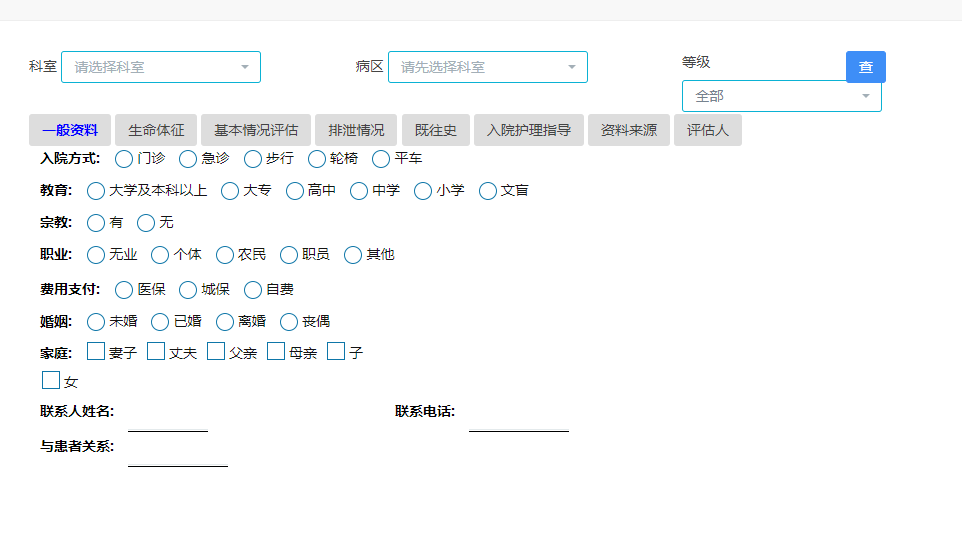 科室 请选择科室 病区 请先选择科室 等级 查
全部
一般资料 生命体征 基本情况评估 排泄情况 既往史 入院护理指导 资料来源 评估人
入院方式: 门诊 急诊 步行 轮椅 平车
教育: 大学及本科以上 大专 高中 中学 小学 文盲
宗教: 有 无
职业: 无业 个体 农民 职员 其他
费用支付: 医保 城保 自费
婚姻: 未婚 已婚 离婚 丧偶
家庭: 妻子 丈夫 父亲 母亲 子
女
联系人姓名: 联系电话:
与患者关系: